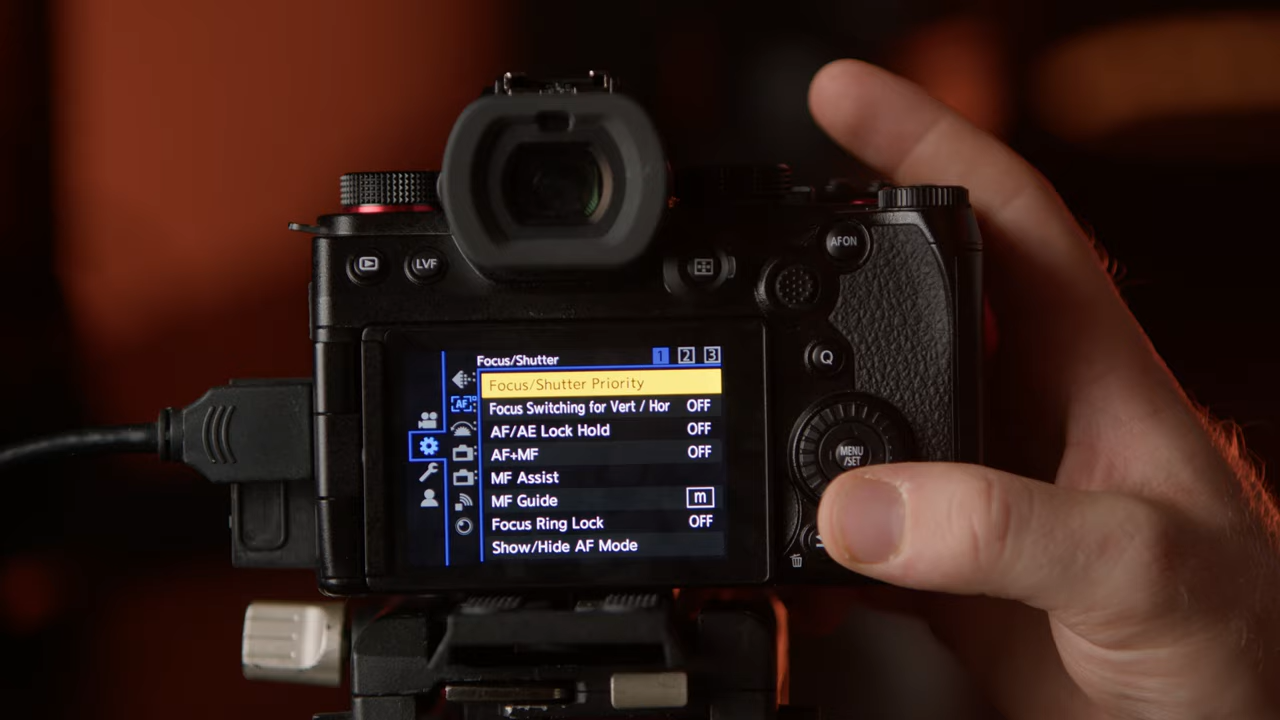 LVF
AFON
Q
MENU
/SET
Focus/Shutter
1 2 3
Focus/Shutter Priority
Focus Switching for Vert / Hor OFF
AF/AE Lock Hold OFF
AF+MF OFF
MF Assist
MF Guide m
Focus Ring Lock OFF
Show/Hide AF Mode
AF